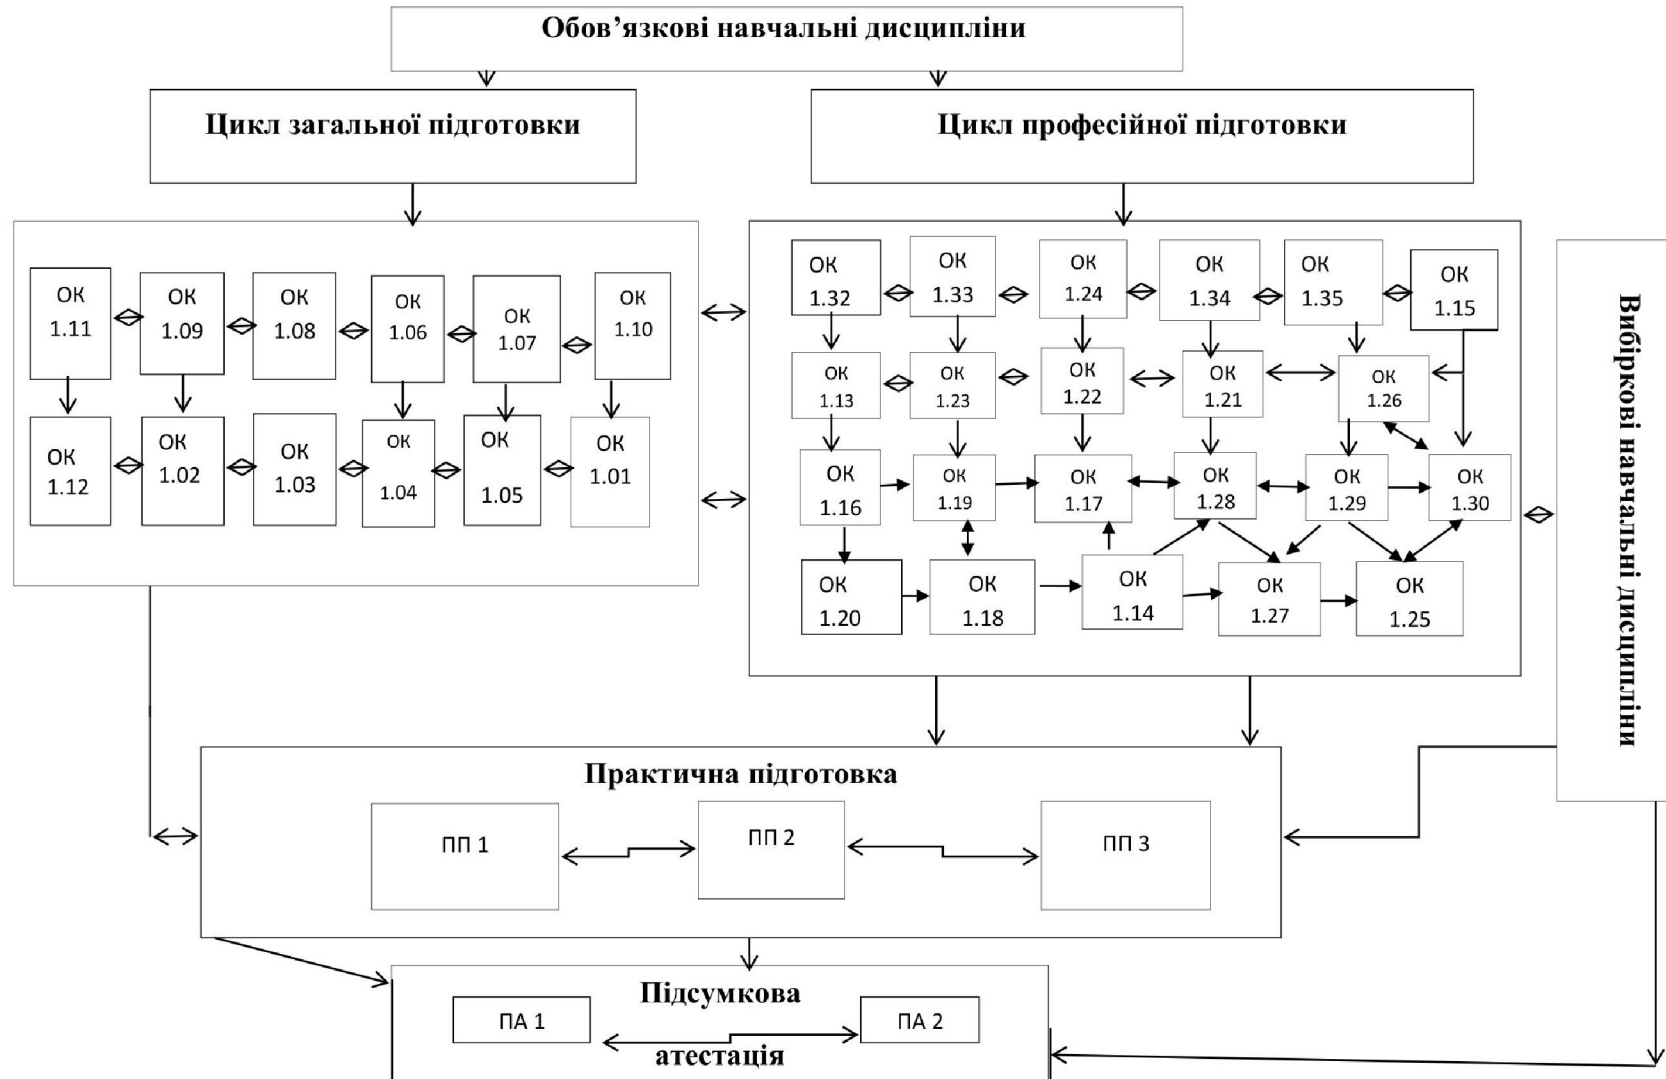 Обов’язкові навчальні дисципліни
Цикл загальної підготовки
Цикл професійної підготовки
ОК
1.11
ОК
1.09
ОК
1.08
ОК
1.06
ОК
1.07
ОК
1.10
ОК
1.12
ОК
1.02
ОК
1.03
ОК
1.04
ОК
1.05
ОК
1.01
ОК
1.32
ОК
1.33
ОК
1.24
ОК
1.34
ОК
1.35
ОК
1.15
ОК
1.13
ОК
1.23
ОК
1.22
ОК
1.21
ОК
1.26
ОК
1.16
ОК
1.19
ОК
1.17
ОК
1.28
ОК
1.29
ОК
1.30
ОК
1.20
ОК
1.18
ОК
1.14
ОК
1.27
ОК
1.25
Вибіркові навчальні дисципліни
Практична підготовка
ПП 1
ПП 2
ПП 3
Підсумкова
ПА 1
ПА 2
атестація